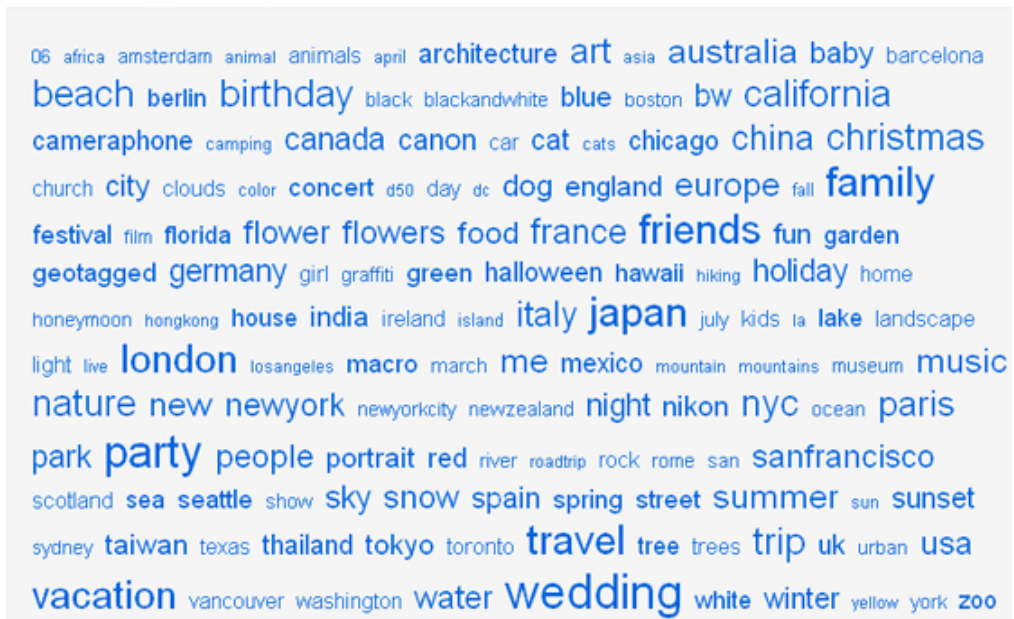 06 africa amsterdam animal animals april architecture art asia australia baby barcelona
beach berlin birthday black blackandwhite blue boston bw california
cameraphone camping canada canon car cat cats chicago china christmas
church city clouds color concert d50 day dc dog england europe fall family
festival film florida flower flowers food france friends fun garden
geotagged germany girl graffiti green halloween hawaii hiking holiday home
honeymoon hongkong house india ireland island italy japan july kids la lake landscape
light live london losangeles macro march me mexico mountain mountains museum music
nature new newyork newyorkcity newzealand night nikon nyc ocean paris
park party people portrait red river roadtrip rock rome san sanfrancisco
scotland sea seattle show sky snow spain spring street summer sun sunset
sydney taiwan texas thailand tokyo toronto travel tree trees trip uk urban usa
vacation vancouver washington water wedding white winter yellow york zoo